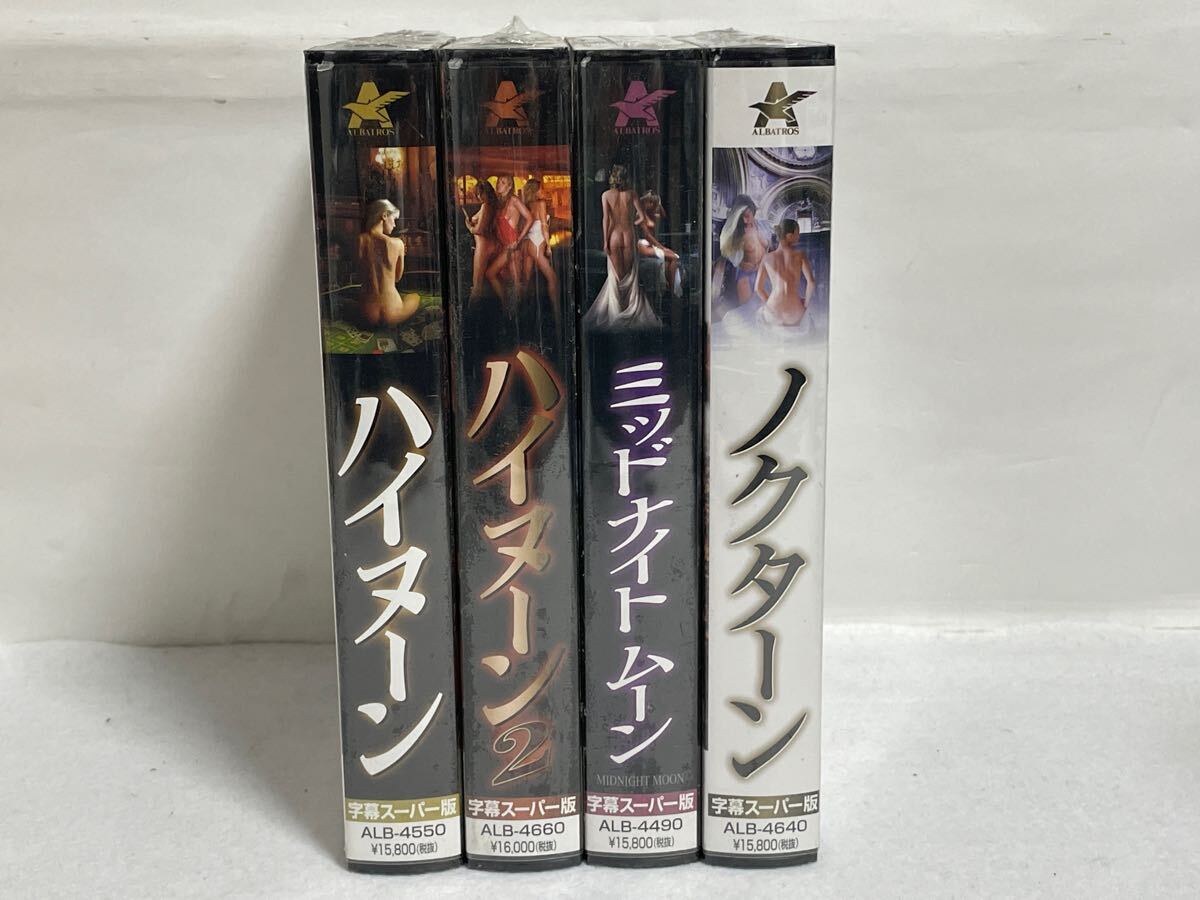 ALBATROS
ハイヌーン
字幕スーパー版
ALB-4550
¥15,800(税抜)
ALBATROS
ハイヌーン2
字幕スーパー版
ALB-4660
¥16,000(税抜)
ALBATROS
ミッドナイトムーン
MIDNIGHT MOON
字幕スーパー版
ALB-4490
¥15,800(税抜)
ALBATROS
ノクターン
字幕スーパー版
ALB-4640
¥15,800(税抜)